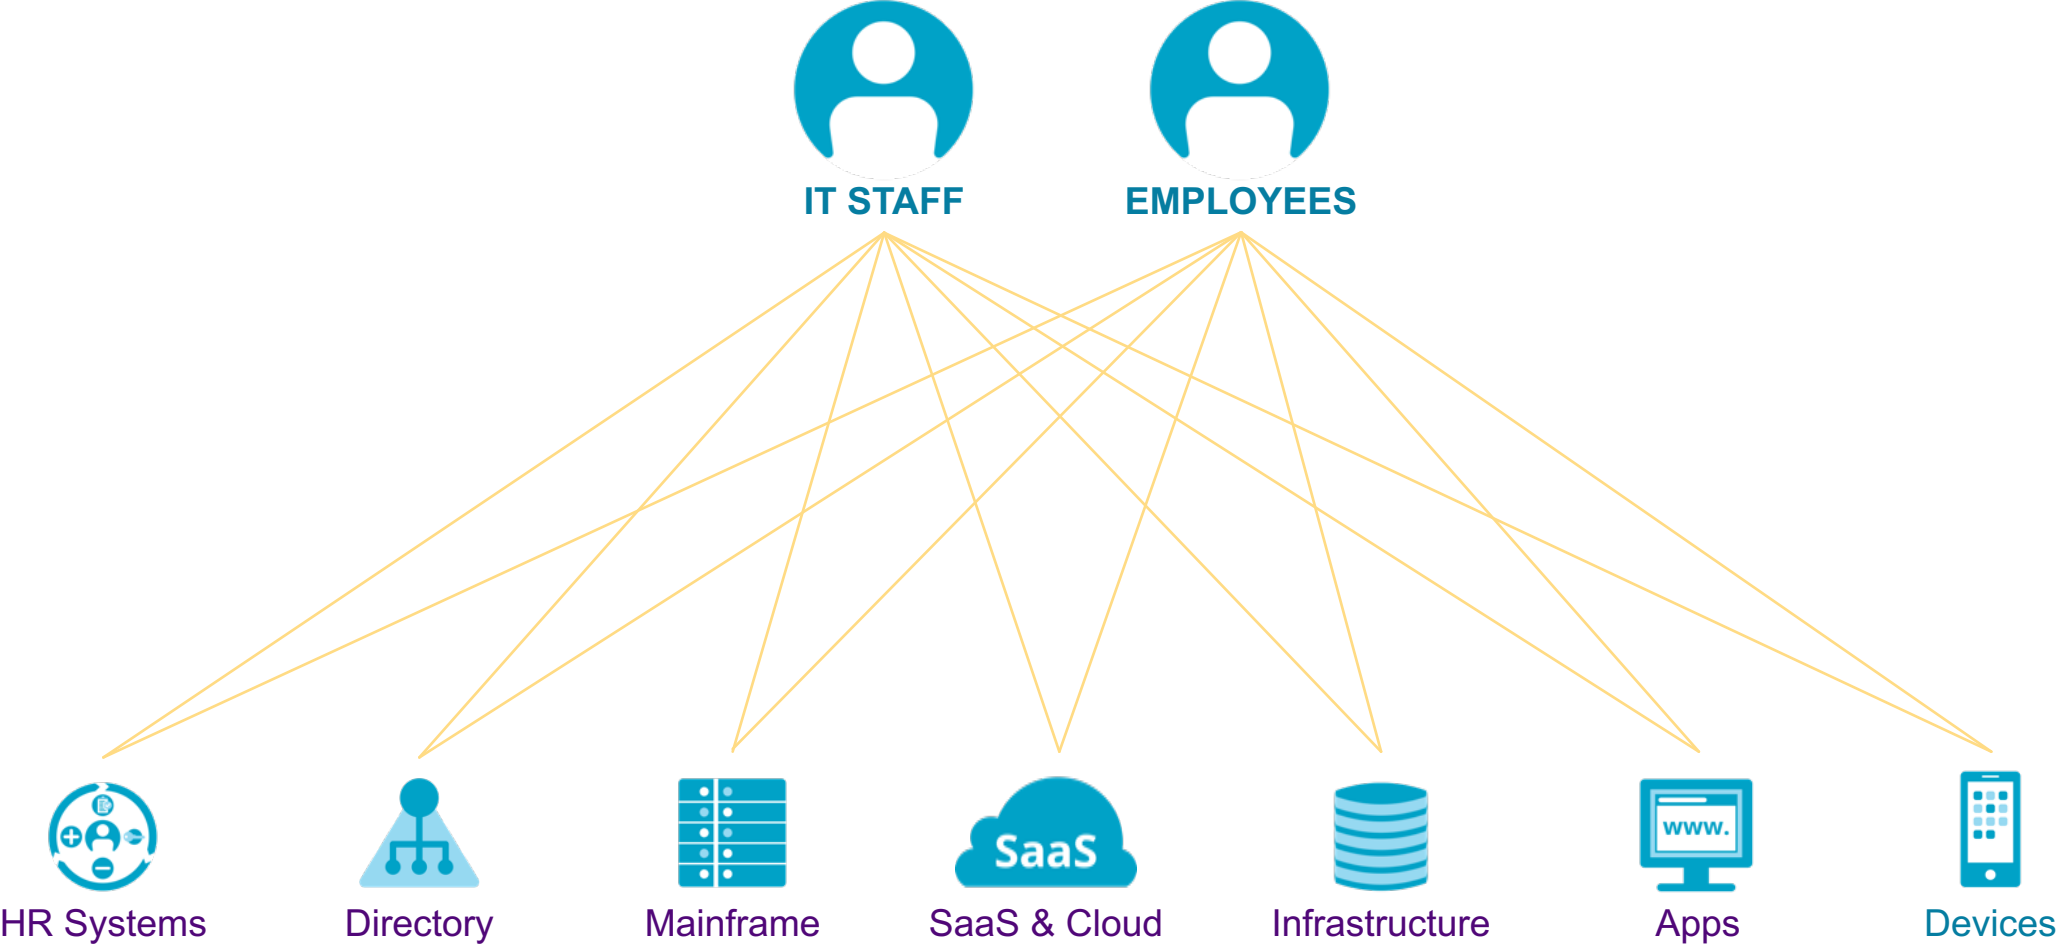 IT STAFF
EMPLOYEES
SaaS
www.
HR Systems
Directory
Mainframe
SaaS & Cloud
Infrastructure
Apps
Devices